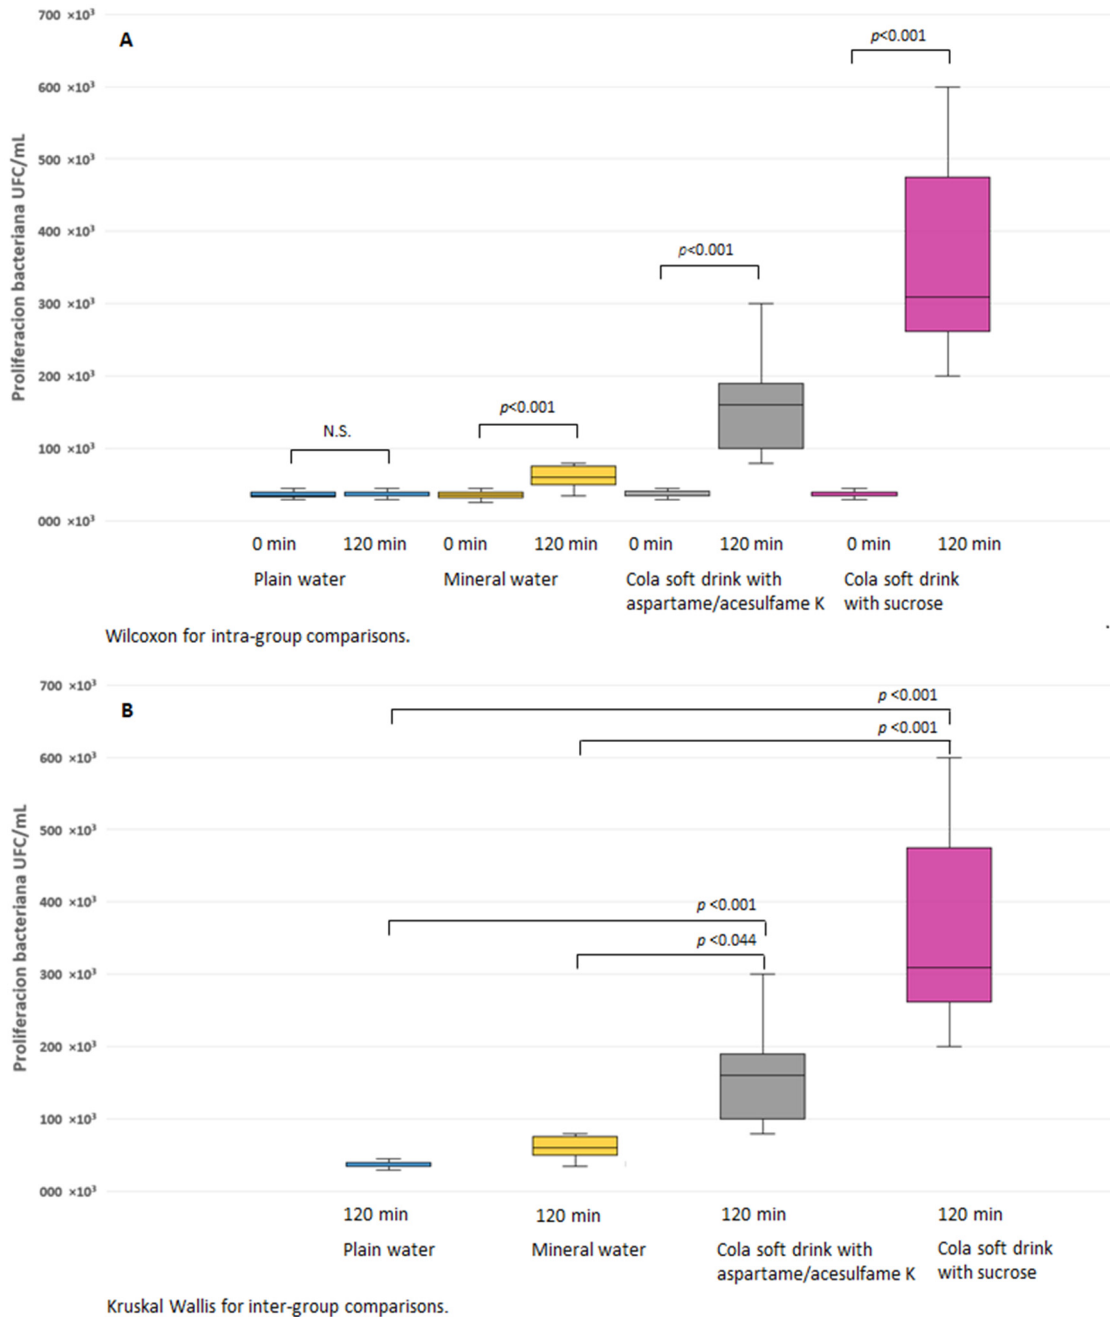 700 ×10³
A
p<0.001
600 ×10³
500 ×10³
400 ×10³
p<0.001
300 ×10³
200 ×10³
p<0.001
N.S.
100 ×10³
000 ×10³
Proliferacion bacteriana UFC/mL
0 min 120 min 0 min 120 min 0 min 120 min 0 min 120 min
Plain water Mineral water Cola soft drink with Cola soft drink
aspartame/acesulfame K with sucrose
Wilcoxon for intra-group comparisons.
.
700 ×10³
B
p <0.001
p <0.001
600 ×10³
500 ×10³
400 ×10³
p <0.001
p <0.044
300 ×10³
200 ×10³
100 ×10³
000 ×10³
Proliferacion bacteriana UFC/mL
120 min 120 min 120 min 120 min
Plain water Mineral water Cola soft drink with Cola soft drink
aspartame/acesulfame K with sucrose
Kruskal Wallis for inter-group comparisons.